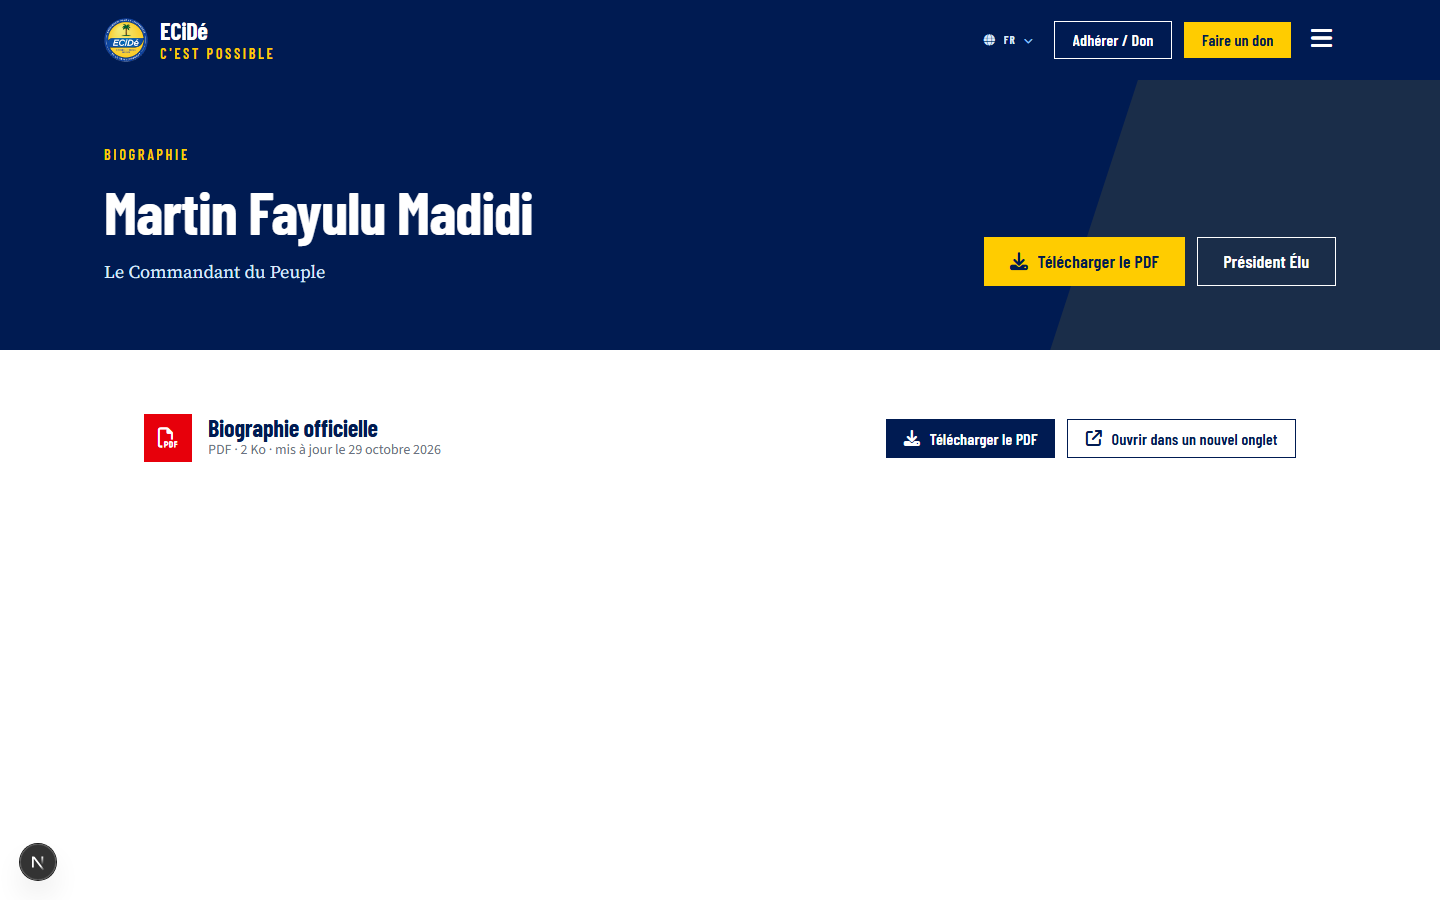 ECiDé
C'EST POSSIBLE
ECiDé
FR
Adhérer / Don
Faire un don
BIOGRAPHIE
Martin Fayulu Madidi
Le Commandant du Peuple
Télécharger le PDF
Président Élu
PDF
Biographie officielle
PDF · 2 Ko · mis à jour le 29 octobre 2026
Télécharger le PDF
Ouvrir dans un nouvel onglet
N